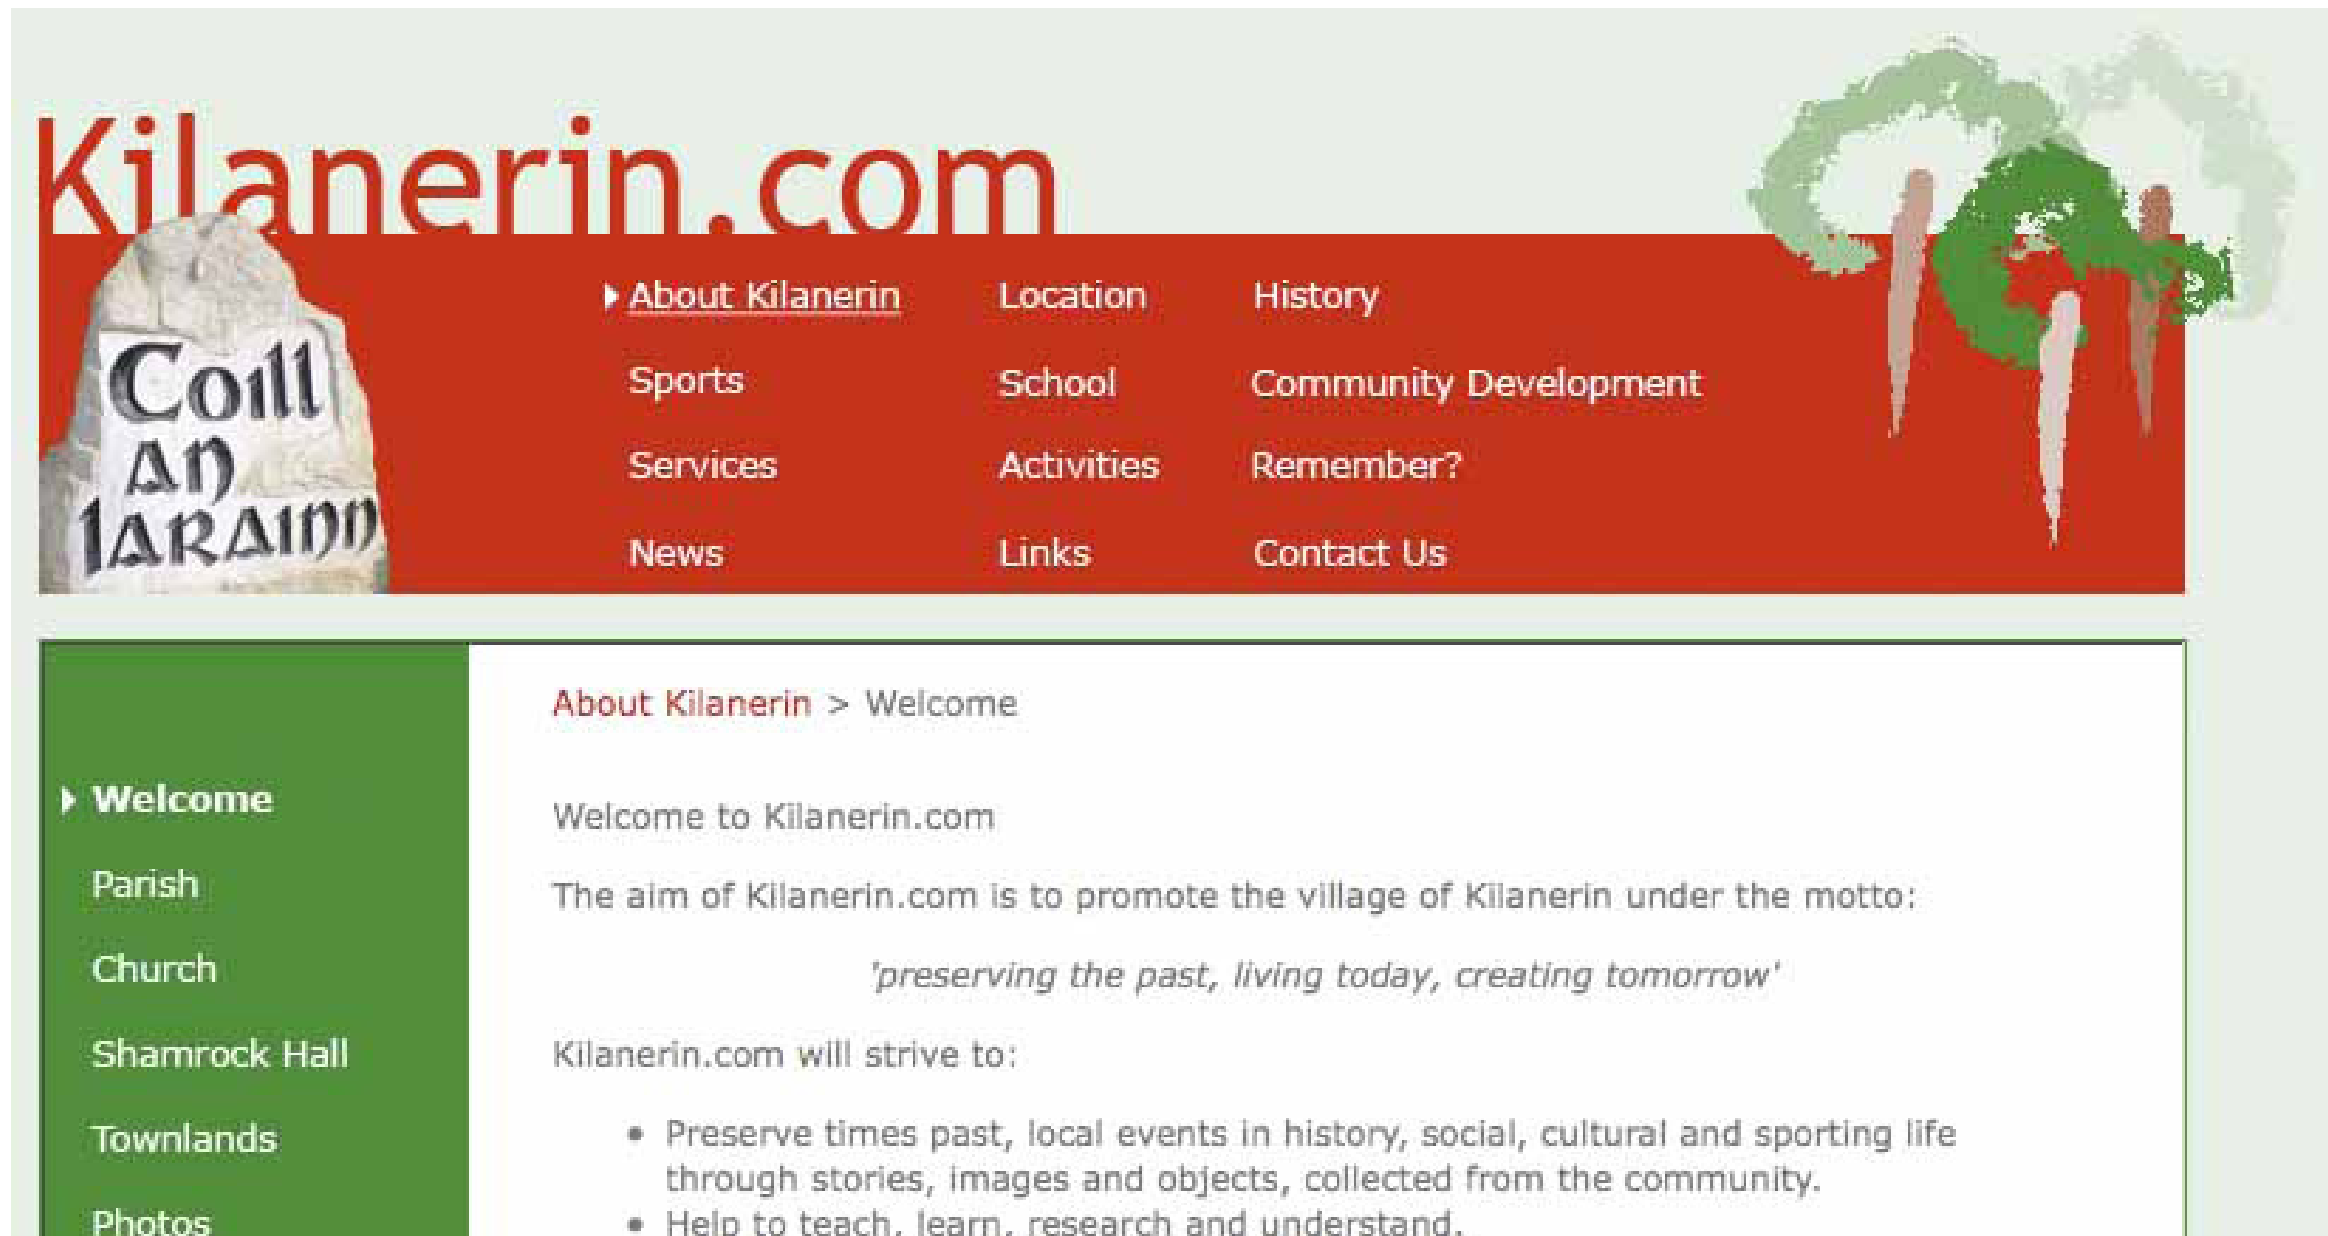 Kilanerin.com
Coill
an
Iarainn
About Kilanerin Location History
Sports School Community Development
Services Activities Remember?
News Links Contact Us
About Kilanerin > Welcome
Welcome
Parish
Church
Shamrock Hall
Townlands
Photos
Welcome to Kilanerin.com
The aim of Kilanerin.com is to promote the village of Kilanerin under the motto:
'preserving the past, living today, creating tomorrow'
Kilanerin.com will strive to:
• Preserve times past, local events in history, social, cultural and sporting life
through stories, images and objects, collected from the community.
• Help to teach, learn, research and understand.